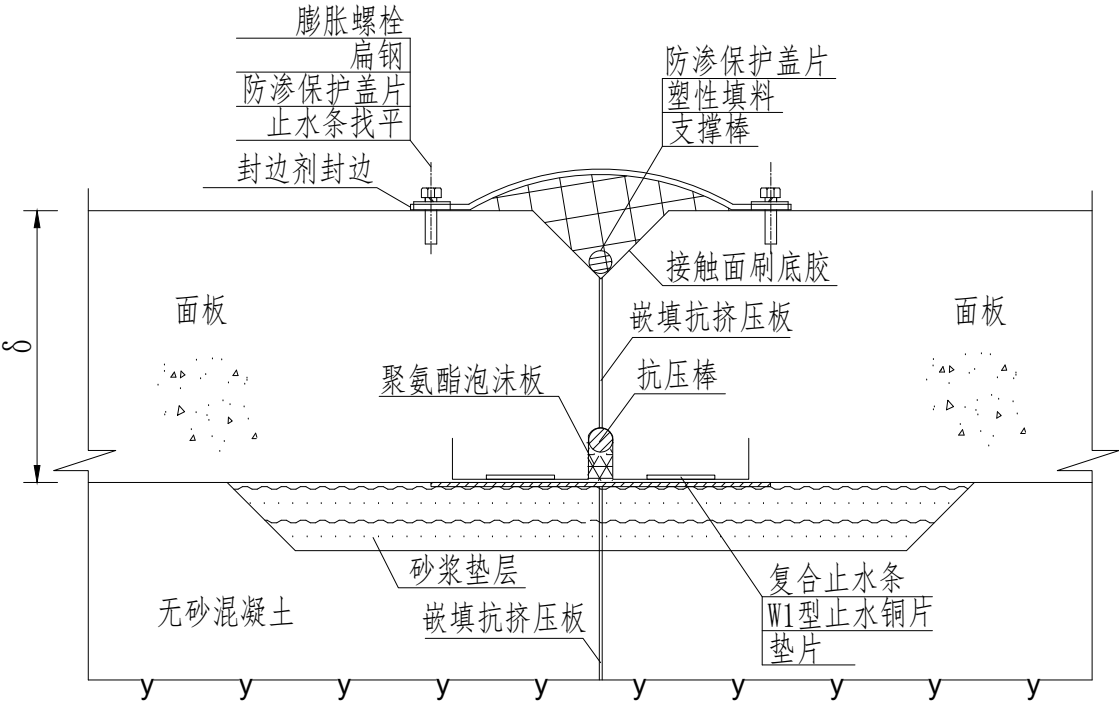 膨胀螺栓
扁钢
防渗保护盖片
止水条找平
封边剂封边
防渗保护盖片
塑性填料
支撑棒
接触面刷底胶
面板
嵌填抗挤压板
面板
δ
聚氨酯泡沫板
抗压棒
砂浆垫层
无砂混凝土
嵌填抗挤压板
复合止水条
W1型止水铜片
垫片
y y y y y y y y y y